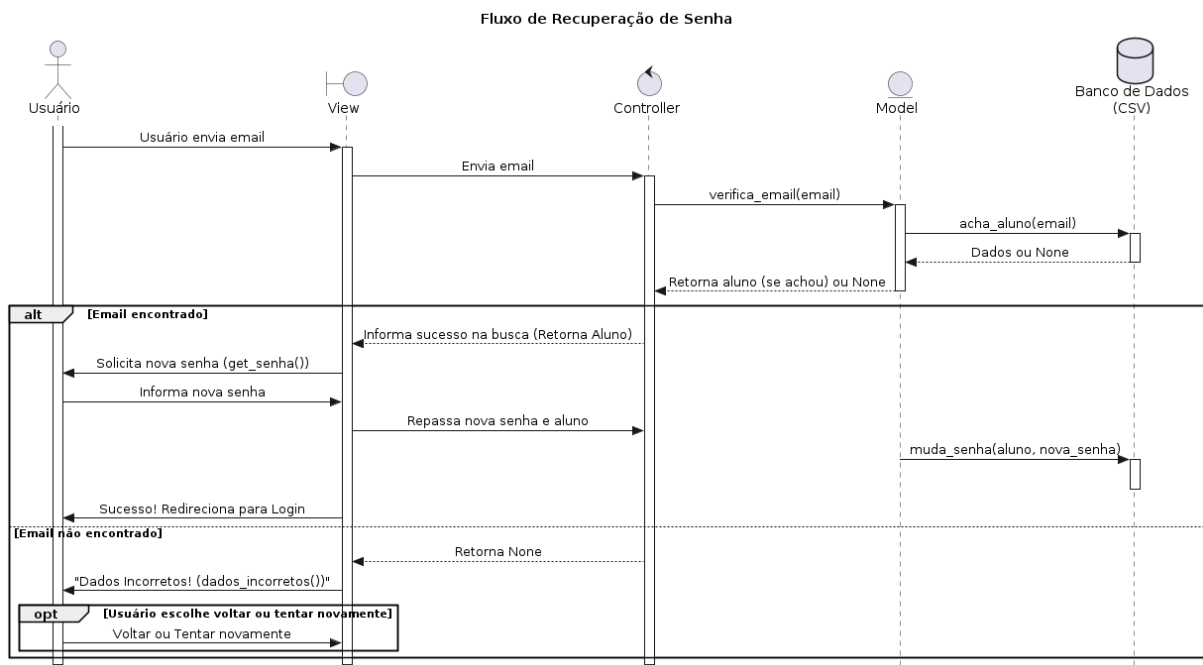 Fluxo de Recuperação de Senha
Usuário
View
Controller
Model
Banco de Dados
(CSV)
Usuário envia email
Envia email
verifica_email(email)
acha_aluno(email)
Dados ou None
Retorna aluno (se achou) ou None
alt
[Email encontrado]
Informa sucesso na busca (Retorna Aluno)
Solicita nova senha (get_senha())
Informa nova senha
Repassa nova senha e aluno
muda_senha(aluno, nova_senha)
Sucesso! Redireciona para Login
[Email não encontrado]
Retorna None
"Dados Incorretos! (dados_incorretos())"
opt
[Usuário escolhe voltar ou tentar novamente]
Voltar ou Tentar novamente